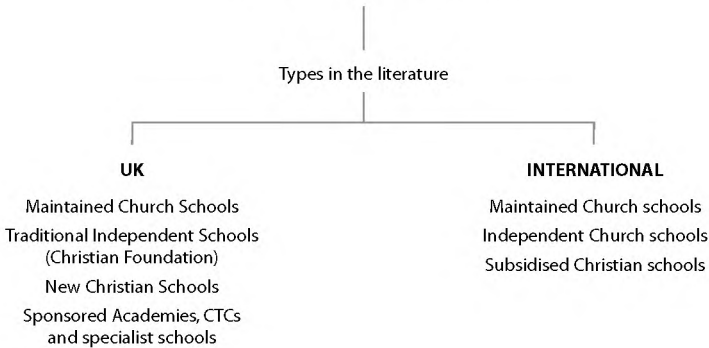 Types in the literature
UK
Maintained Church Schools
Traditional Independent Schools
(Christian Foundation)
New Christian Schools
Sponsored Academies, CTCs
and specialist schools
INTERNATIONAL
Maintained Church schools
Independent Church schools
Subsidised Christian schools